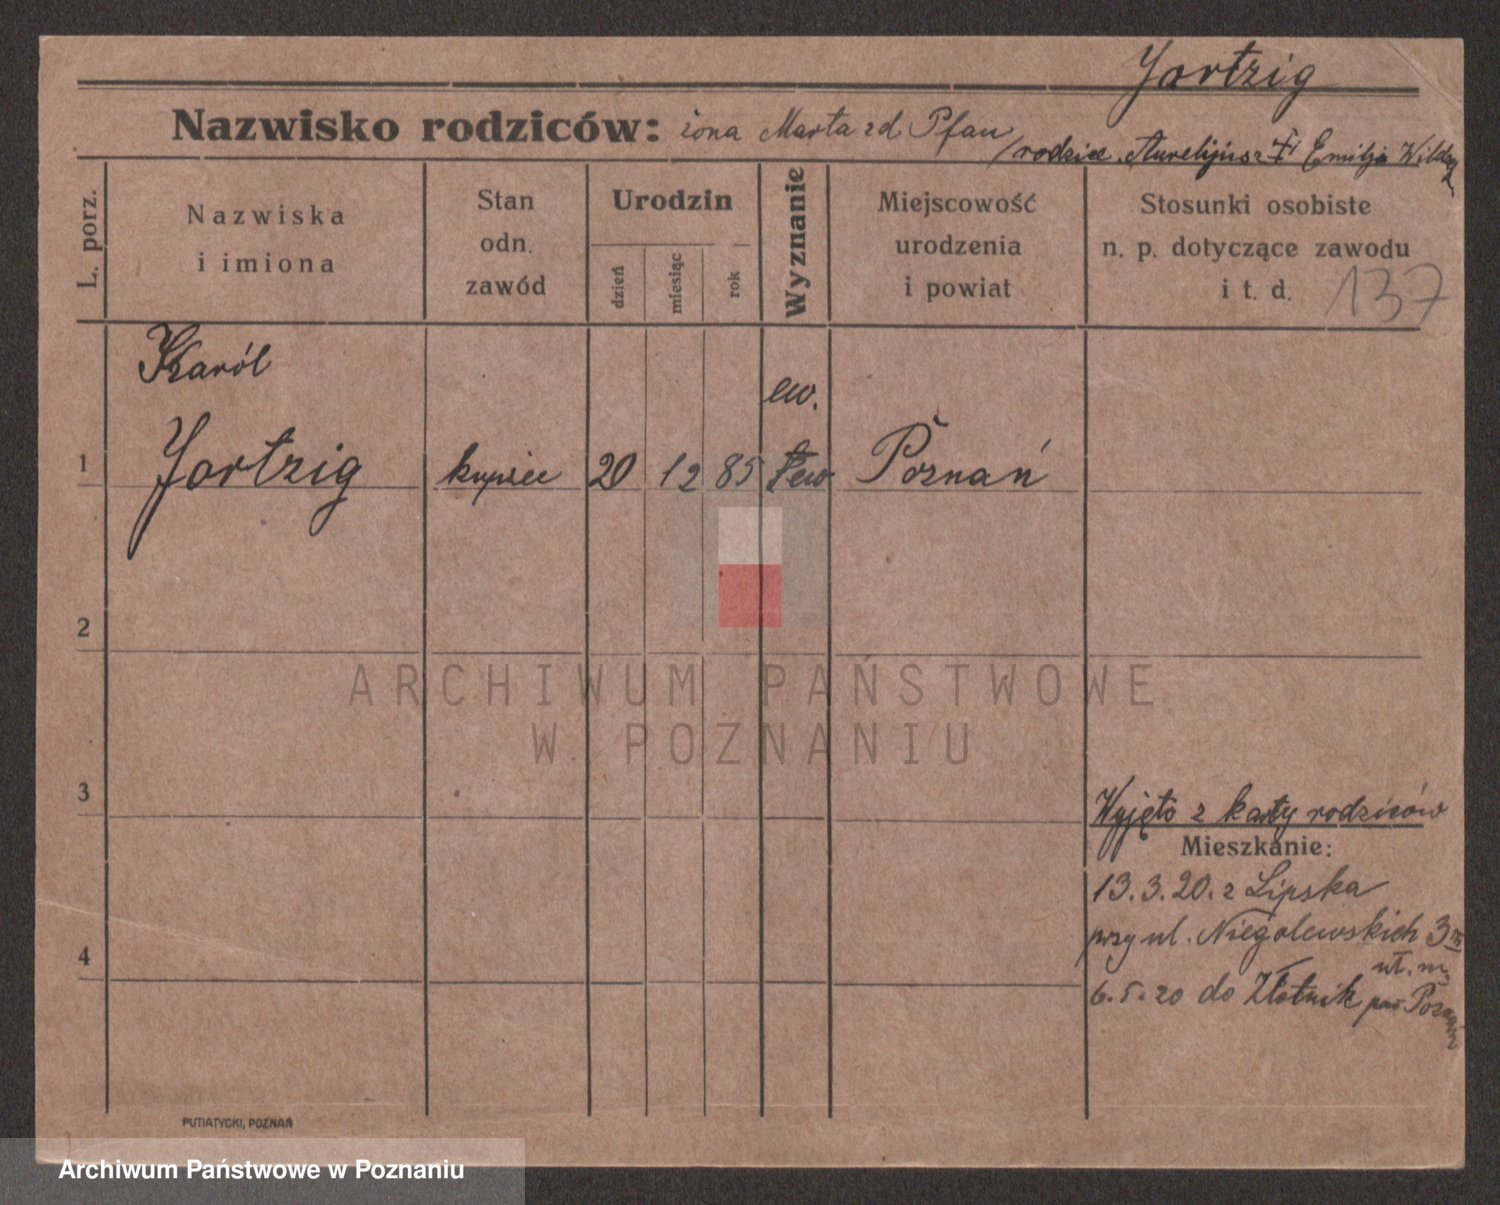 Jortzig
Nazwisko rodziców: żona Marta zd Pfau
/rodzice Aurelijusz i Emilja
L. porz.
Nazwiska
i imiona
Stan
odn.
zawód
Urodzin
dzień
miesiąc
rok
Wyznanie
Miejscowość
urodzenia
i powiat
Stosunki osobiste
n. p. dotyczące zawodu
i t. d.
137
Karól
ew.
1 Jortzig kupiec 20 12 85 Poznań
2
ARCHIWUM PAŃSTWOWE
W POZNANIU
3
Wyjęto z karty rodziców
Mieszkanie:
13.3.20. z Lipska
przy ul. Niegolewskich 3
4
ut. m.
6.5.20 do Złotnik pow Poznań
PUTIATYCKI, POZNAŃ
Archiwum Państwowe w Poznaniu